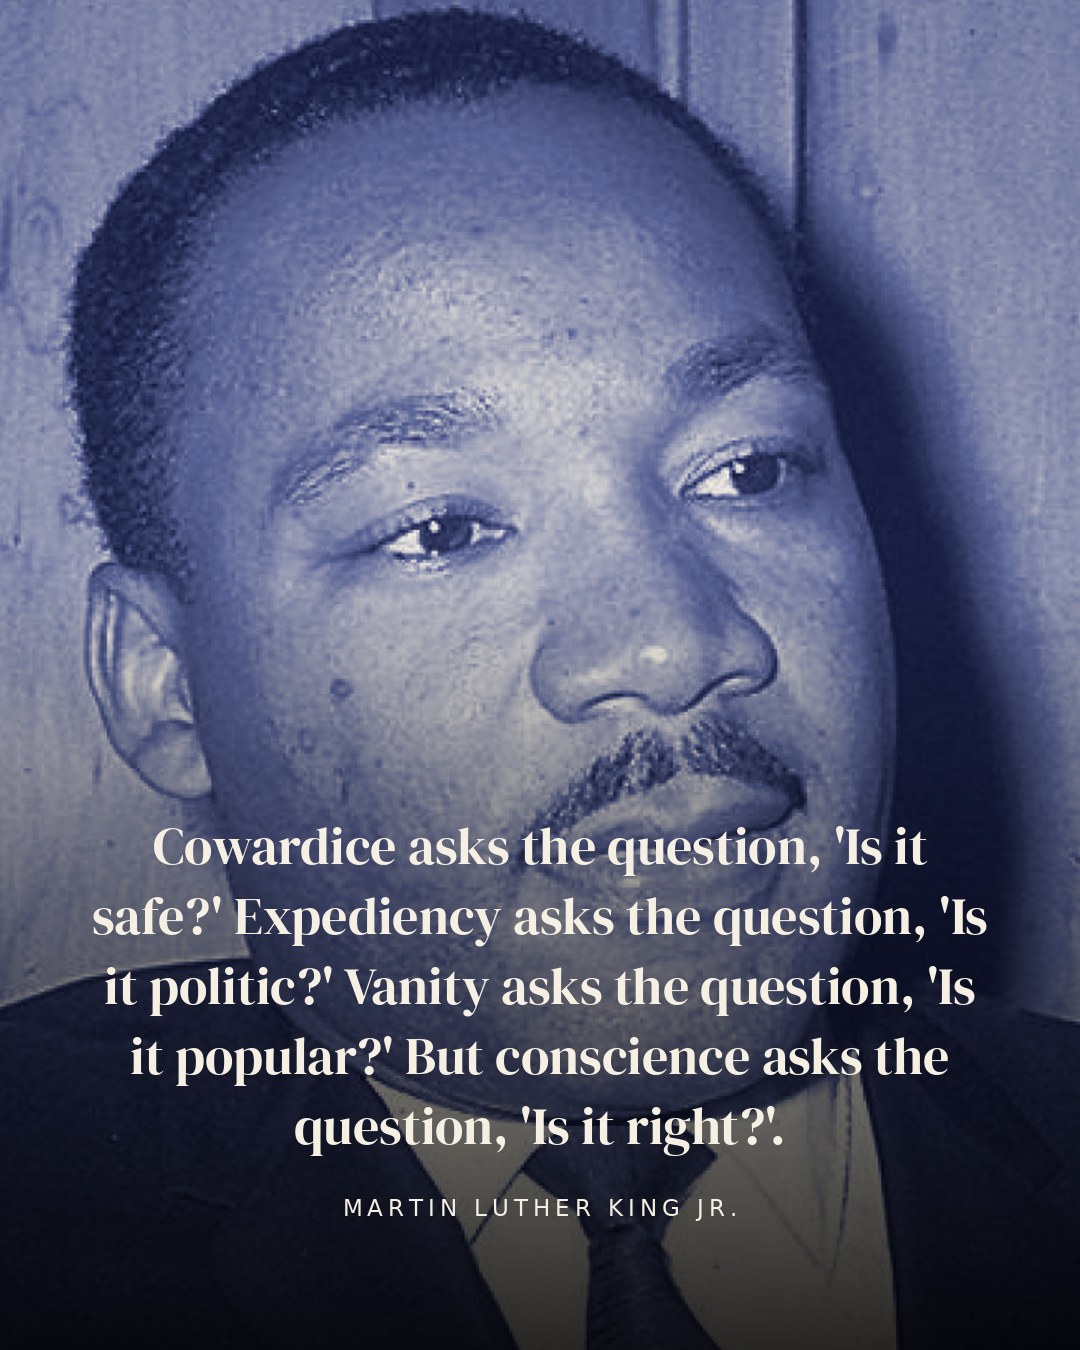 Cowardice asks the question, 'Is it
safe?' Expediency asks the question, 'Is
it politic?' Vanity asks the question, 'Is
it popular?' But conscience asks the
question, 'Is it right?'.
MARTIN LUTHER KING JR.